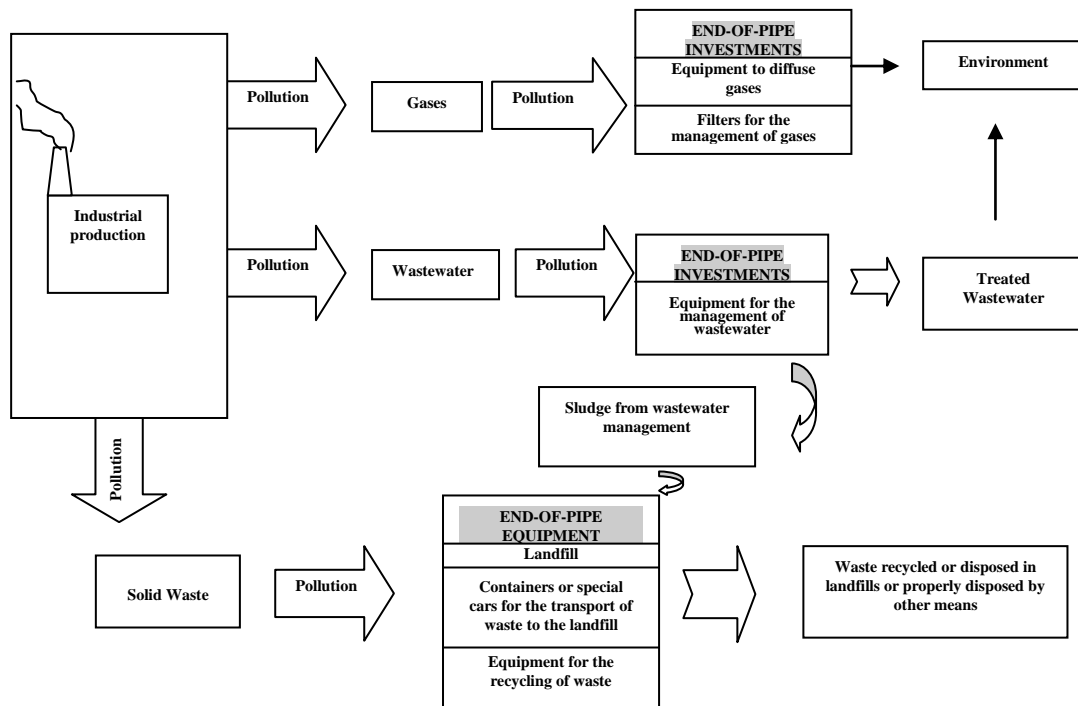 END-OF-PIPE
INVESTMENTS
Equipment to diffuse
gases
Filters for the
management of gases
Environment
Pollution
Gases
Pollution
Industrial
production
Pollution
Wastewater
Pollution
END-OF-PIPE
INVESTMENTS
Equipment for the
management of
wastewater
Treated
Wastewater
Sludge from wastewater
management
Pollution
Solid Waste
Pollution
END-OF-PIPE
EQUIPMENT
Landfill
Containers or special
cars for the transport of
waste to the landfill
Equipment for the
recycling of waste
Waste recycled or disposed in
landfills or properly disposed by
other means